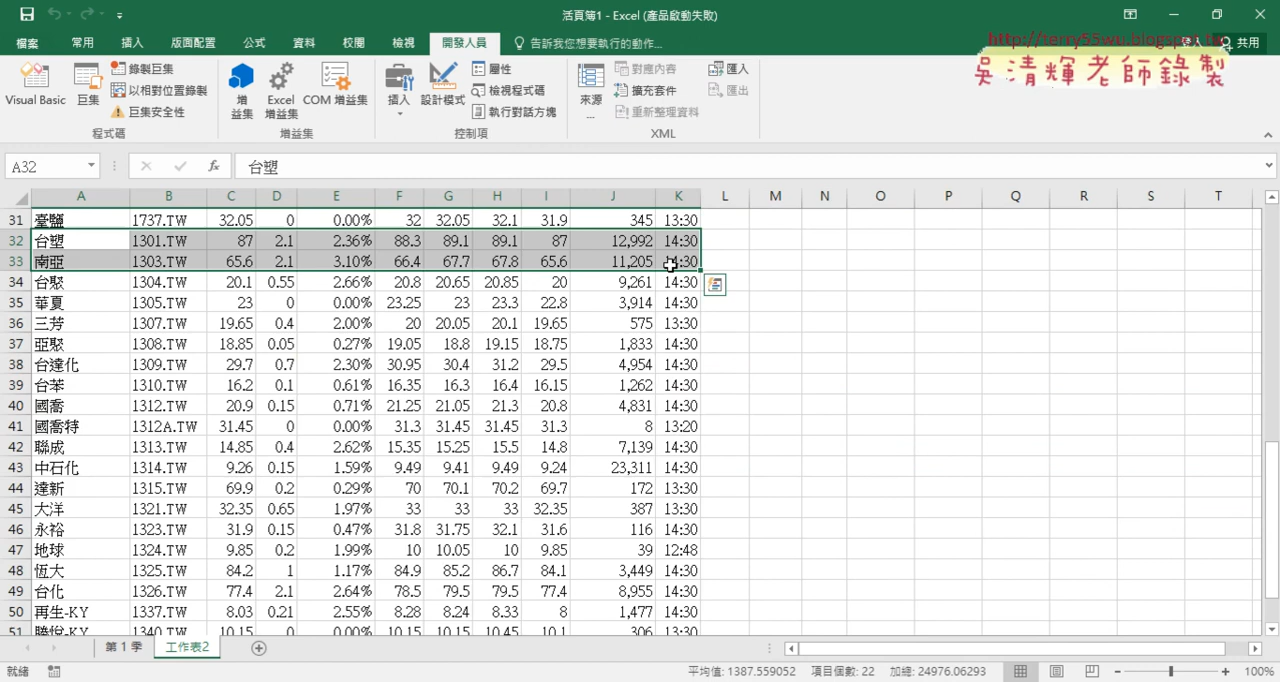 活頁簿1 - Excel (產品啟動失敗)
http://terry55wu.blogspot.tw
吳清輝老師錄製
檔案 常用 插入 版面配置 公式 資料 校閱 檢視 開發人員 告訴我您想要執行的動作... 登入 共用
Visual Basic 巨集 錄製巨集 以相對位置錄製 巨集安全性
增益集 Excel 增益集 COM 增益集
插入 設計模式 屬性 檢視程式碼 執行對話方塊
來源... 對應內容 擴充套件 重新整理資料 匯入 匯出
程式碼 增益集 控制項 XML
A32 fx 台塑
A B C D E F G H I J K L M N O P Q R S T
31 臺鹽 1737.TW 32.05 0 0.00% 32 32.05 32.1 31.9 345 13:30
32 台塑 1301.TW 87 2.1 2.36% 88.3 89.1 89.1 87 12,992 14:30
33 南亞 1303.TW 65.6 2.1 3.10% 66.4 67.7 67.8 65.6 11,205 14:30
34 台聚 1304.TW 20.1 0.55 2.66% 20.8 20.65 20.85 20 9,261 14:30
35 華夏 1305.TW 23 0 0.00% 23.25 23 23.3 22.8 3,914 14:30
36 三芳 1307.TW 19.65 0.4 2.00% 20 20.05 20.1 19.65 575 13:30
37 亞聚 1308.TW 18.85 0.05 0.27% 19.05 18.8 19.15 18.75 1,833 14:30
38 台達化 1309.TW 29.7 0.7 2.30% 30.95 30.4 31.2 29.5 4,954 14:30
39 台苯 1310.TW 16.2 0.1 0.61% 16.35 16.3 16.4 16.15 1,262 14:30
40 國喬 1312.TW 20.9 0.15 0.71% 21.25 21.05 21.3 20.8 4,831 14:30
41 國喬特 1312A.TW 31.45 0 0.00% 31.3 31.45 31.45 31.3 8 13:20
42 聯成 1313.TW 14.85 0.4 2.62% 15.35 15.25 15.5 14.8 7,139 14:30
43 中石化 1314.TW 9.26 0.15 1.59% 9.49 9.41 9.49 9.24 23,311 14:30
44 達新 1315.TW 69.9 0.2 0.29% 70 70.1 70.2 69.7 172 13:30
45 大洋 1321.TW 32.35 0.65 1.97% 33 33 33 32.35 387 13:30
46 永裕 1323.TW 31.9 0.15 0.47% 31.8 31.75 32.1 31.6 116 14:30
47 地球 1324.TW 9.85 0.2 1.99% 10 10.05 10 9.85 39 12:48
48 恆大 1325.TW 84.2 1 1.17% 84.9 85.2 86.7 84.1 3,449 14:30
49 台化 1326.TW 77.4 2.1 2.64% 78.5 79.5 79.5 77.4 8,955 14:30
50 再生-KY 1337.TW 8.03 0.21 2.55% 8.28 8.24 8.33 8 1,477 14:30
51 勝悅-KY 1340.TW 10.15 0 0.00% 10.15 10.15 10.45 10.1 306 13:30
第 1 季 工作表2
就緒 平均值: 1387.559052 項目個數: 22 加總: 24976.06293 100%